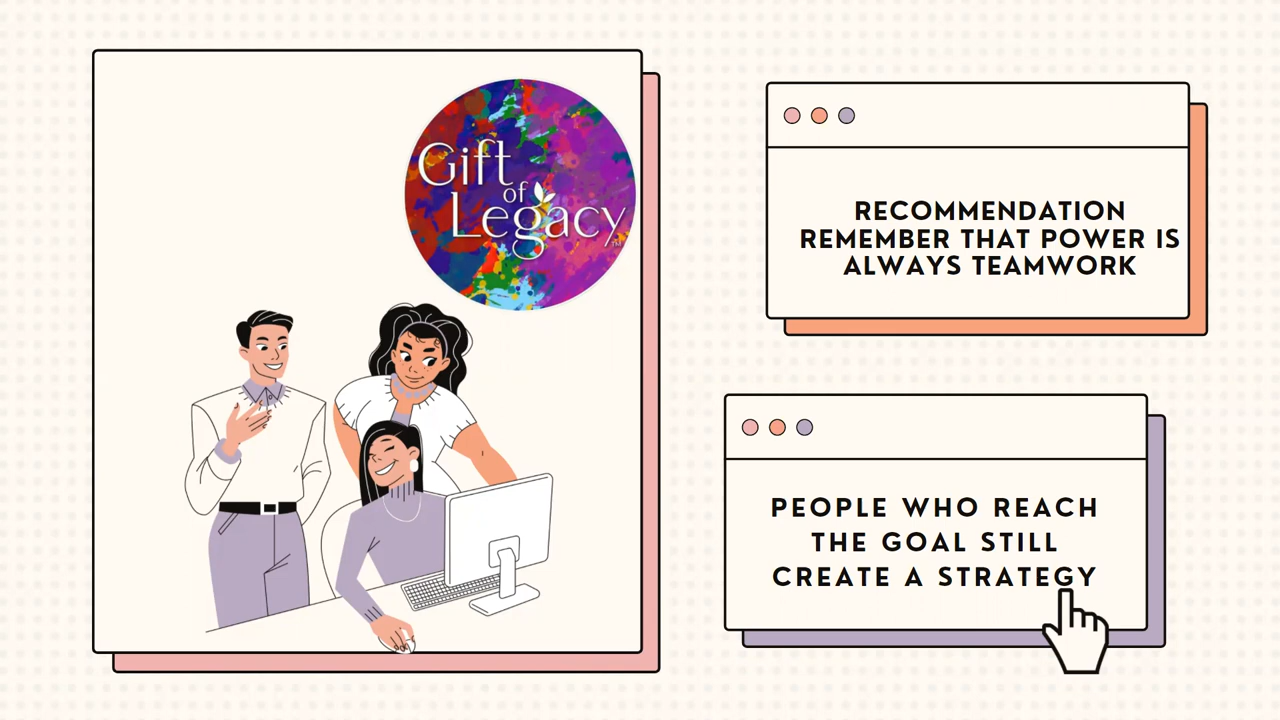 Gift
of
Legacy
TM
RECOMMENDATION
REMEMBER THAT POWER IS
ALWAYS TEAMWORK
PEOPLE WHO REACH
THE GOAL STILL
CREATE A STRATEGY